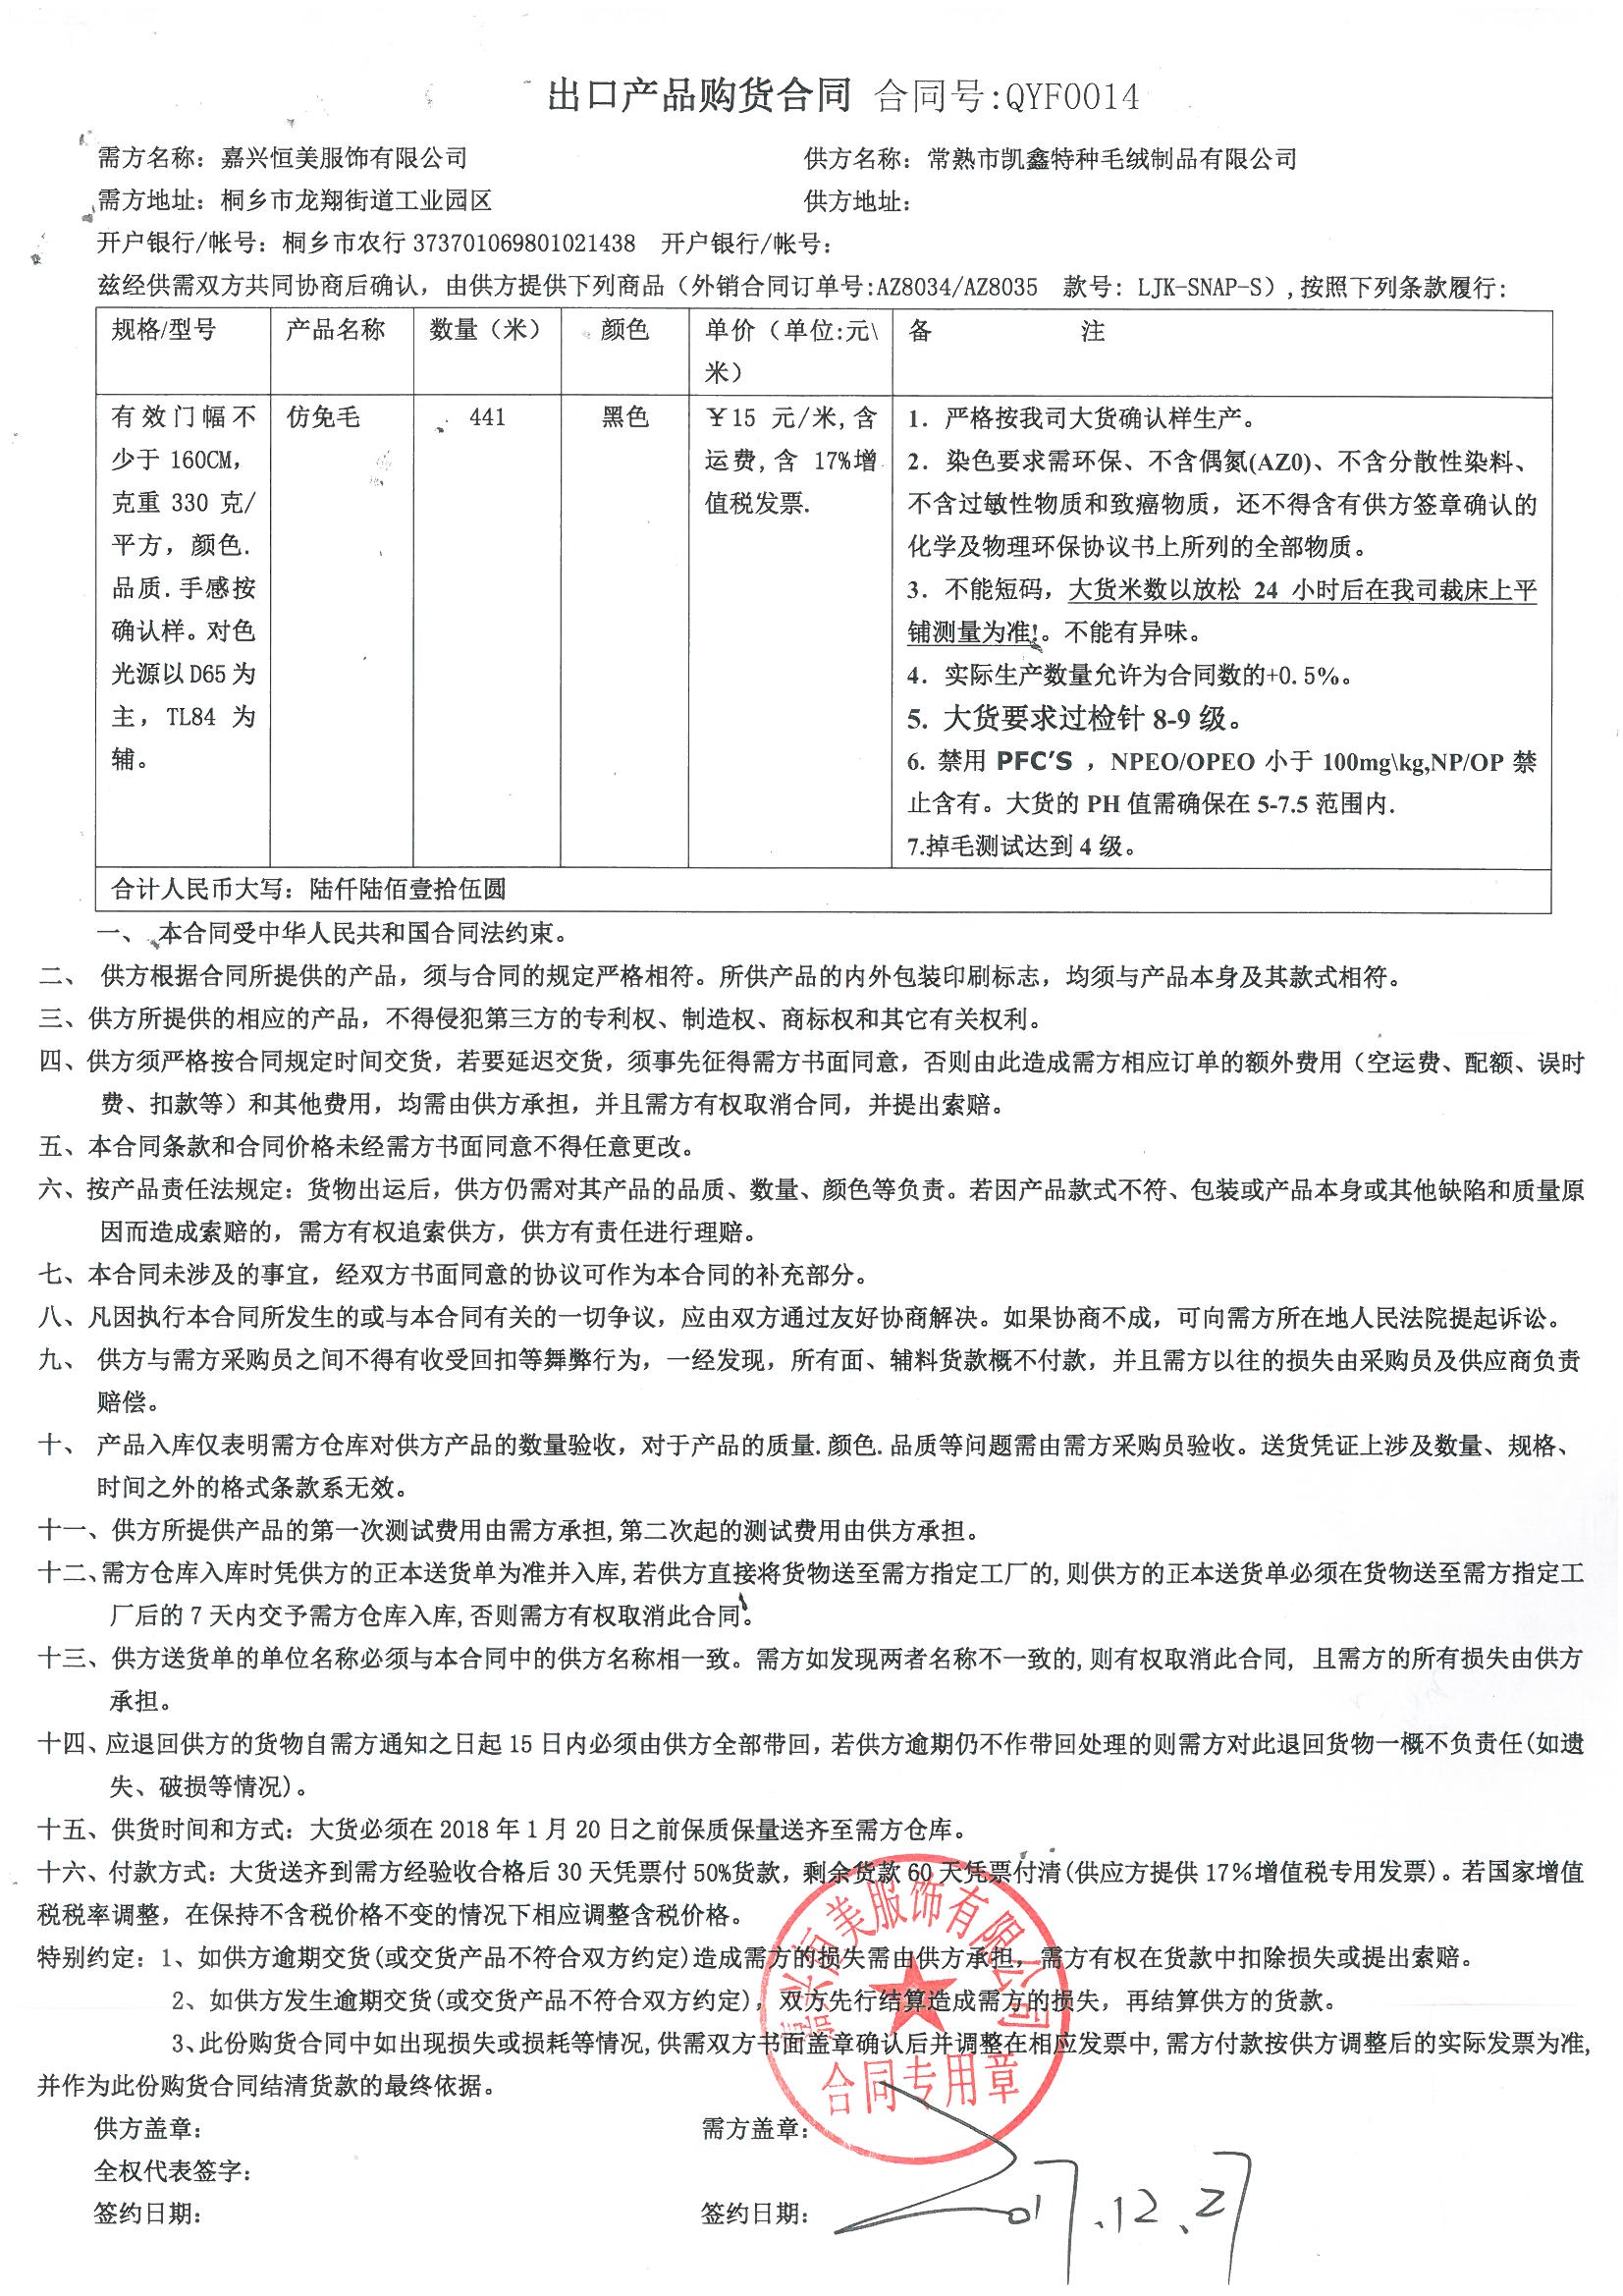 出口产品购货合同 合同号:QYF0014
需方名称：嘉兴恒美服饰有限公司 供方名称：常熟市凯鑫特种毛绒制品有限公司
需方地址：桐乡市龙翔街道工业园区 供方地址：
开户银行/帐号：桐乡市农行 373701069801021438 开户银行/帐号：
兹经供需双方共同协商后确认，由供方提供下列商品（外销合同订单号:AZ8034/AZ8035 款号：LJK-SNAP-S）,按照下列条款履行:
规格/型号 产品名称 数量（米） 颜色 单价（单位:元\米） 备 注
有效门幅不
少于 160CM，
克重 330 克/
平方，颜色.
品质.手感按
确认样。对色
光源以 D65 为
主，TL84 为
辅。
仿免毛
441
黑色
￥15 元/米,含
运费,含 17%增
值税发票.
1. 严格按我司大货确认样生产。
2. 染色要求需环保、不含偶氮(AZ0)、不含分散性染料、
不含过敏性物质和致癌物质，还不得含有供方签章确认的
化学及物理环保协议书上所列的全部物质。
3. 不能短码，大货米数以放松 24 小时后在我司裁床上平
铺测量为准!。不能有异味。
4. 实际生产数量允许为合同数的+0.5%。
5. 大货要求过检针 8-9 级。
6. 禁用 PFC'S ，NPEO/OPEO 小于 100mg\kg,NP/OP 禁
止含有。大货的 PH 值需确保在 5-7.5 范围内.
7.掉毛测试达到 4 级。
合计人民币大写：陆仟陆佰壹拾伍圆
一、 本合同受中华人民共和国合同法约束。
二、 供方根据合同所提供的产品，须与合同的规定严格相符。所供产品的内外包装印刷标志，均须与产品本身及其款式相符。
三、供方所提供的相应的产品，不得侵犯第三方的专利权、制造权、商标权和其它有关权利。
四、供方须严格按合同规定时间交货，若要延迟交货，须事先征得需方书面同意，否则由此造成需方相应订单的额外费用（空运费、配额、误时
费、扣款等）和其他费用，均需由供方承担，并且需方有权取消合同，并提出索赔。
五、本合同条款和合同价格未经需方书面同意不得任意更改。
六、按产品责任法规定：货物出运后，供方仍需对其产品的品质、数量、颜色等负责。若因产品款式不符、包装或产品本身或其他缺陷和质量原
因而造成索赔的，需方有权追索供方，供方有责任进行理赔。
七、本合同未涉及的事宜，经双方书面同意的协议可作为本合同的补充部分。
八、凡因执行本合同所发生的或与本合同有关的一切争议，应由双方通过友好协商解决。如果协商不成，可向需方所在地人民法院提起诉讼。
九、 供方与需方采购员之间不得有收受回扣等舞弊行为，一经发现，所有面、辅料货款概不付款，并且需方以往的损失由采购员及供应商负责
赔偿。
十、 产品入库仅表明需方仓库对供方产品的数量验收，对于产品的质量.颜色.品质等问题需由需方采购员验收。送货凭证上涉及数量、规格、
时间之外的格式条款系无效。
十一、供方所提供产品的第一次测试费用由需方承担,第二次起的测试费用由供方承担。
十二、需方仓库入库时凭供方的正本送货单为准并入库,若供方直接将货物送至需方指定工厂的,则供方的正本送货单必须在货物送至需方指定工
厂后的 7 天内交予需方仓库入库,否则需方有权取消此合同。
十三、供方送货单的单位名称必须与本合同中的供方名称相一致。需方如发现两者名称不一致的,则有权取消此合同, 且需方的所有损失由供方
承担。
十四、应退回供方的货物自需方通知之日起 15 日内必须由供方全部带回，若供方逾期仍不作带回处理的则需方对此退回货物一概不负责任(如遗
失、破损等情况)。
十五、供货时间和方式：大货必须在 2018 年 1 月 20 日之前保质保量送齐至需方仓库。
十六、付款方式：大货送齐到需方经验收合格后 30 天凭票付 50%货款，剩余货款 60 天凭票付清(供应方提供 17%增值税专用发票)。若国家增值
税税率调整，在保持不含税价格不变的情况下相应调整含税价格。
特别约定：1、如供方逾期交货(或交货产品不符合双方约定)造成需方的损失需由供方承担，需方有权在货款中扣除损失或提出索赔。
2、如供方发生逾期交货(或交货产品不符合双方约定)，双方先行结算造成需方的损失，再结算供方的货款。
3、此份购货合同中如出现损失或损耗等情况,供需双方书面盖章确认后并调整在相应发票中,需方付款按供方调整后的实际发票为准,
并作为此份购货合同结清货款的最终依据。
嘉兴恒美服饰有限公司
合同专用章
供方盖章： 需方盖章：
全权代表签字：
签约日期： 签约日期： 017.12.27